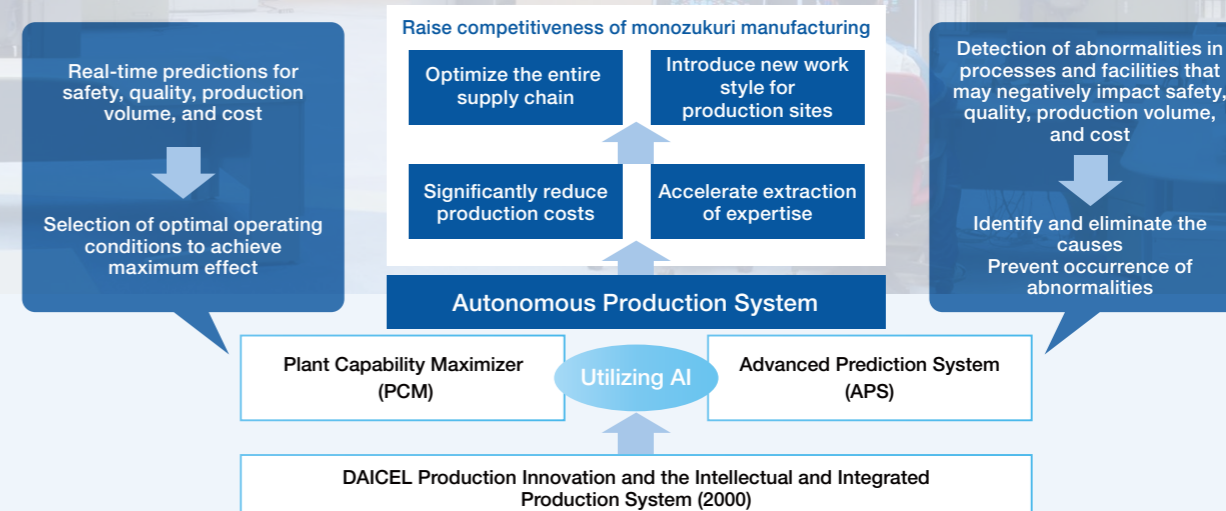 Real-time predictions for
safety, quality, production
volume, and cost
Selection of optimal operating
conditions to achieve
maximum effect
Raise competitiveness of monozukuri manufacturing
Optimize the entire
supply chain
Introduce new work
style for
production sites
Significantly reduce
production costs
Accelerate extraction
of expertise
Autonomous Production System
Detection of abnormalities in
processes and facilities that
may negatively impact safety,
quality, production volume,
and cost
Identify and eliminate the
causes
Prevent occurrence of
abnormalities
Plant Capability Maximizer
(PCM)
Utilizing AI
Advanced Prediction System
(APS)
DAICEL Production Innovation and the Intellectual and Integrated
Production System (2000)